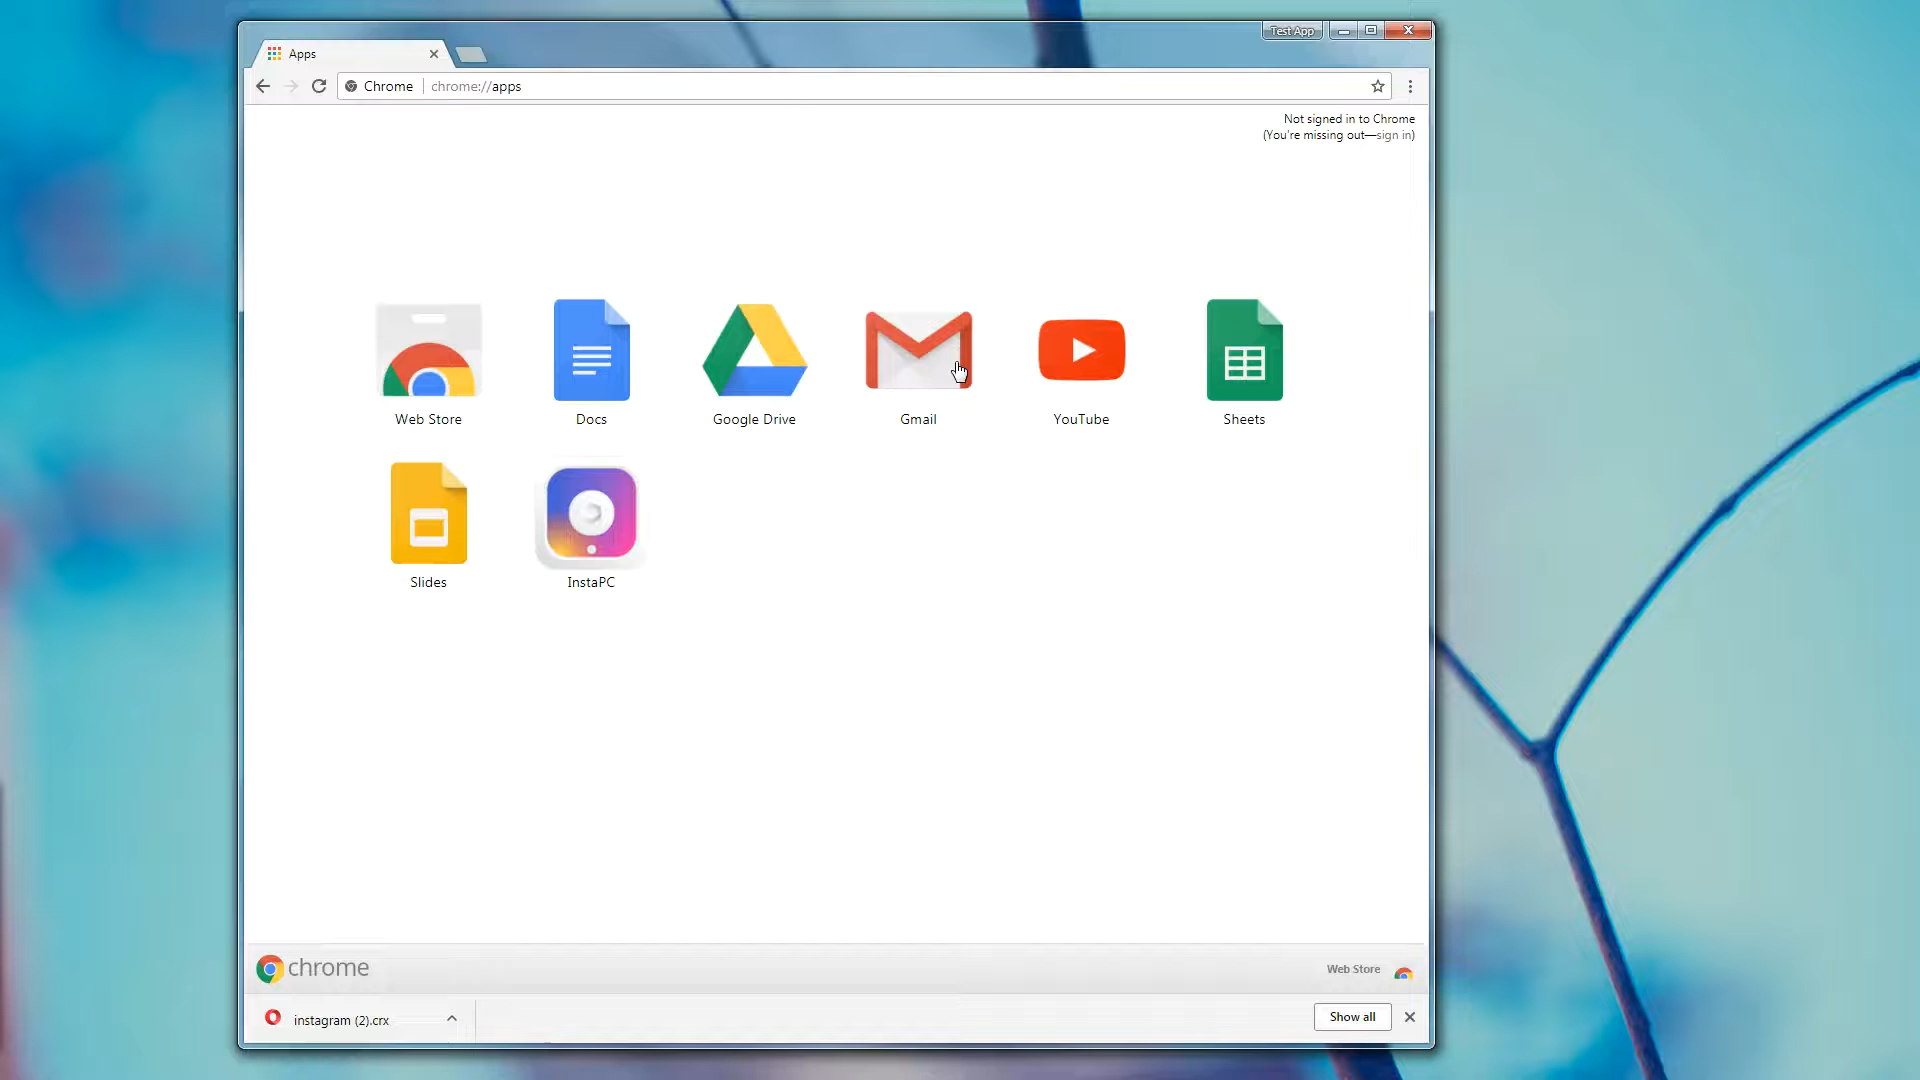 Test App
Apps
Chrome chrome://apps
Not signed in to Chrome
(You're missing out—sign in)
Web Store
Docs
Google Drive
Gmail
YouTube
Sheets
Slides
InstaPC
chrome
Web Store
instagram (2).crx
Show all